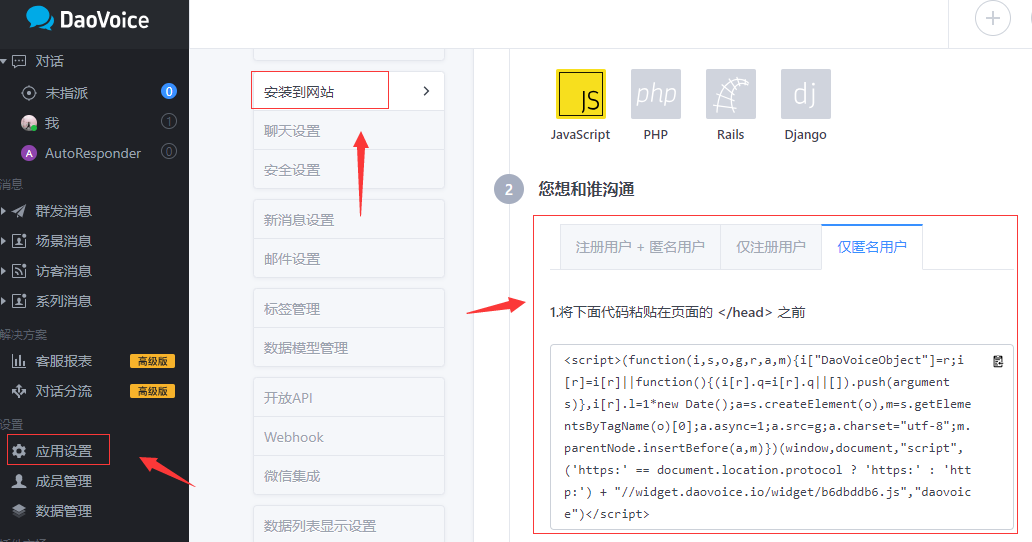 DaoVoice
对话
未指派
0
我
1
A
AutoResponder
0
消息
群发消息
场景消息
访客消息
系列消息
解决方案
客服报表
高级版
对话分流
高级版
设置
应用设置
成员管理
数据管理
安装到网站
聊天设置
安全设置
新消息设置
邮件设置
标签管理
数据模型管理
开放API
Webhook
微信集成
数据列表显示设置
JS
php
dj
JavaScript
PHP
Rails
Django
2
您想和谁沟通
注册用户 + 匿名用户
仅注册用户
仅匿名用户
1.将下面代码粘贴在页面的 </head> 之前
<script>(function(i,s,o,g,r,a,m){i["DaoVoiceObject"]=r;i
[r]=i[r]||function(){(i[r].q=i[r].q||[]).push(argument
s)},i[r].l=1*new Date();a=s.createElement(o),m=s.getEleme
ntsByTagName(o)[0];a.async=1;a.src=g;a.charset="utf-8";m.
parentNode.insertBefore(a,m)})(window,document,"script",
('https:' == document.location.protocol ? 'https:' : 'htt
p:') + "//widget.daovoice.io/widget/b6dbddb6.js","daovoic
e")</script>